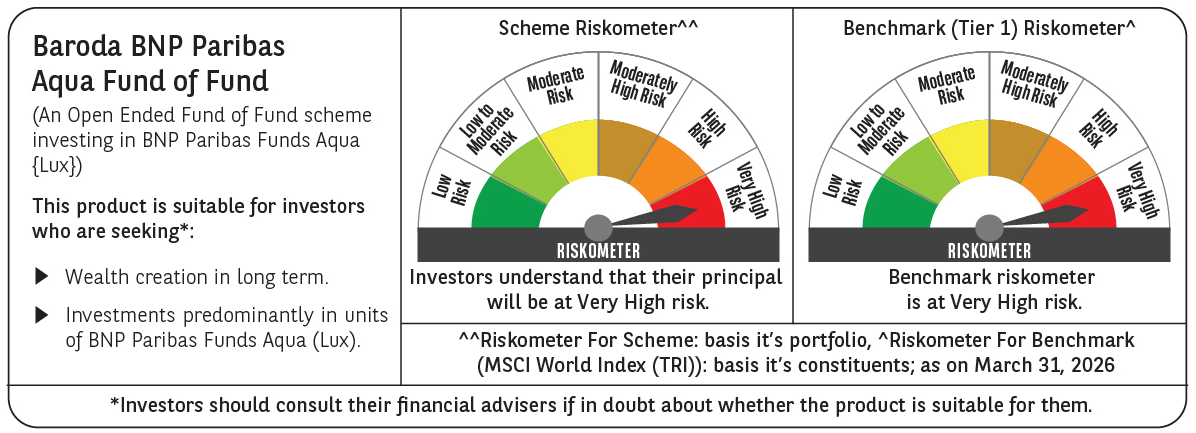 Baroda BNP Paribas
Aqua Fund of Fund
(An Open Ended Fund of Fund scheme
investing in BNP Paribas Funds Aqua
{Lux})
This product is suitable for investors
who are seeking*:
Wealth creation in long term.
Investments predominantly in units
of BNP Paribas Funds Aqua (Lux).
Scheme Riskometer^^
Low
Risk
Low to
Moderate
Risk
Moderate
Risk
Moderately
High Risk
High
Risk
Very High
Risk
RISKOMETER
Investors understand that their principal
will be at Very High risk.
Benchmark (Tier 1) Riskometer^
Low
Risk
Low to
Moderate
Risk
Moderate
Risk
Moderately
High Risk
High
Risk
Very High
Risk
RISKOMETER
Benchmark riskometer
is at Very High risk.
^^Riskometer For Scheme: basis it's portfolio, ^Riskometer For Benchmark
(MSCI World Index (TRI)): basis it's constituents; as on March 31, 2026
*Investors should consult their financial advisers if in doubt about whether the product is suitable for them.